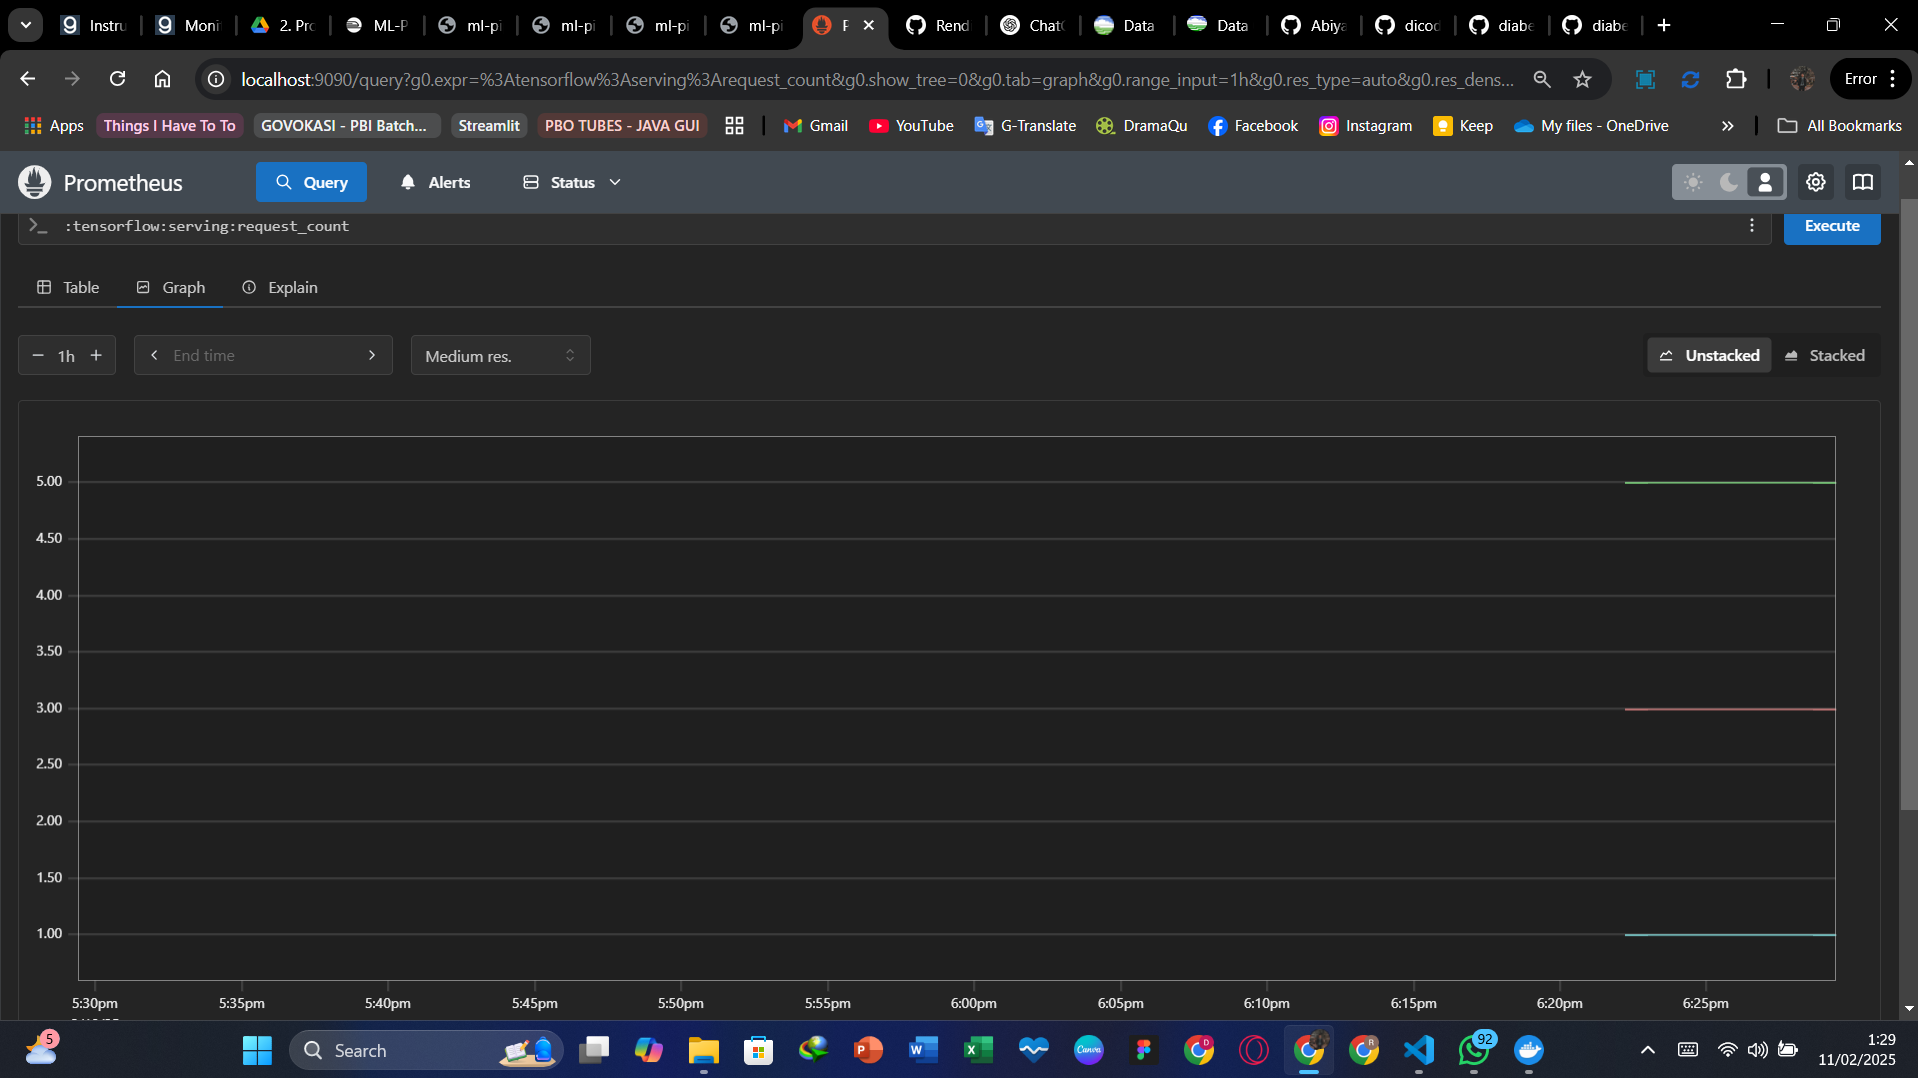 Instru
Monit
2. Pro
ML-P
ml-pi
ml-pi
ml-pi
ml-pi
P
Rendi
ChatG
Data
Data
Abiya
dicod
diabe
diabe
localhost:9090/query?g0.expr=%3Atensorflow%3Aserving%3Arequest_count&g0.show_tree=0&g0.tab=graph&g0.range_input=1h&g0.res_type=auto&g0.res_dens...
Error
Apps
Things I Have To To
GOVOKASI - PBI Batch...
Streamlit
PBO TUBES - JAVA GUI
Gmail
YouTube
G-Translate
DramaQu
Facebook
Instagram
Keep
My files - OneDrive
All Bookmarks
Prometheus
Query
Alerts
Status
:tensorflow:serving:request_count
Execute
Table
Graph
Explain
1h
End time
Medium res.
Unstacked
Stacked
5.00
4.50
4.00
3.50
3.00
2.50
2.00
1.50
1.00
5:30pm
5:35pm
5:40pm
5:45pm
5:50pm
5:55pm
6:00pm
6:05pm
6:10pm
6:15pm
6:20pm
6:25pm
5
Search
Canva
D
R
92
1:29
11/02/2025